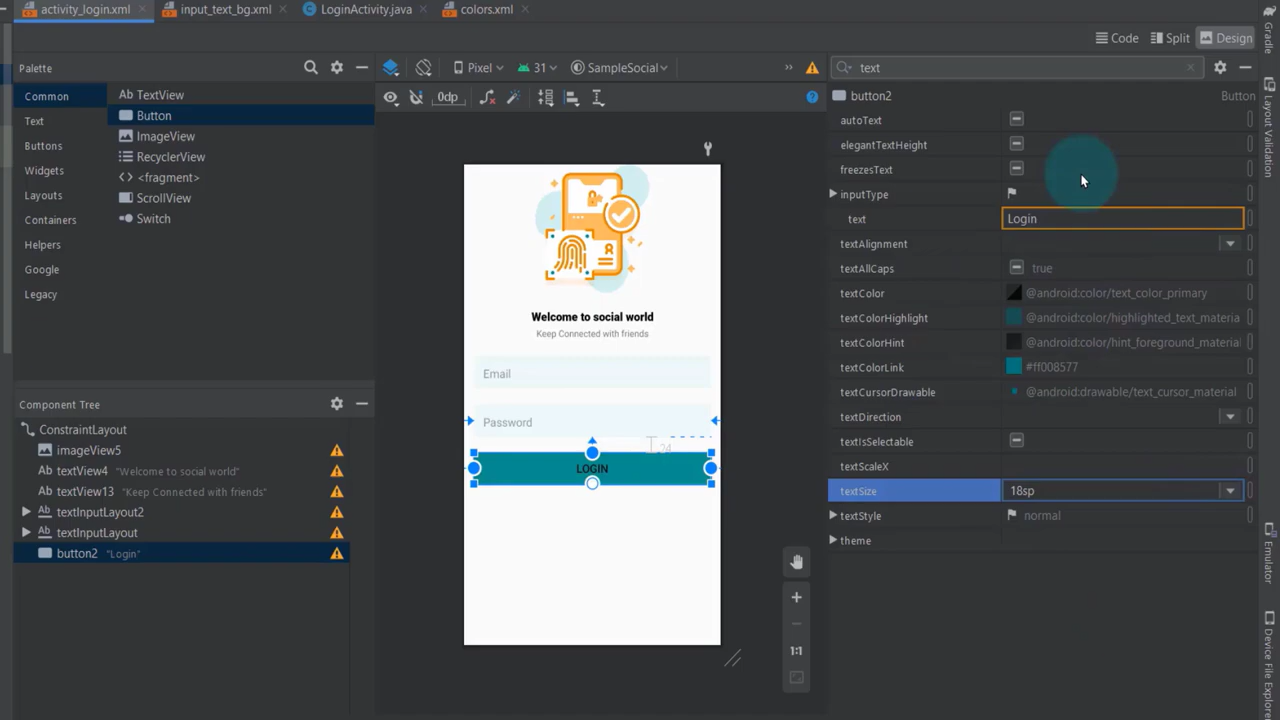 activity_login.xml
input_text_bg.xml
LoginActivity.java
colors.xml
Code
Split
Design
Gradle
Palette
Pixel
31
SampleSocial
text
Common
Text
Buttons
Widgets
Layouts
Containers
Helpers
Google
Legacy
Ab TextView
Button
ImageView
RecyclerView
<fragment>
ScrollView
Switch
0dp
Welcome to social world
Keep Connected with friends
Email
Password
24
LOGIN
1:1
Component Tree
ConstraintLayout
imageView5
Ab textView4 "Welcome to social world"
Ab textView13 "Keep Connected with friends"
Ab textInputLayout2
Ab textInputLayout
button2 "Login"
button2 Button
autoText
elegantTextHeight
freezesText
inputType
text Login
textAlignment
textAllCaps true
textColor @android:color/text_color_primary
textColorHighlight @android:color/highlighted_text_materia
textColorHint @android:color/hint_foreground_material
textColorLink #ff008577
textCursorDrawable @android:drawable/text_cursor_material
textDirection
textIsSelectable
textScaleX
textSize 18sp
textStyle normal
theme
Layout Validation
Emulator
Device File Explorer